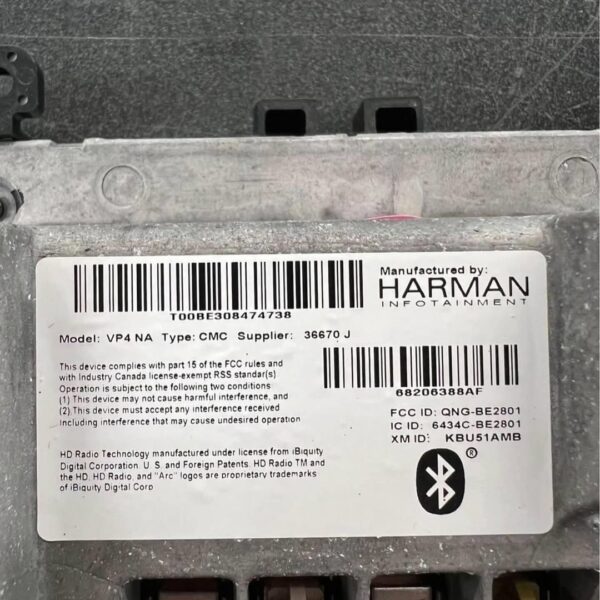 T00BE308474738
Manufactured by:
HARMAN
INFOTAINMENT
Model: VP4 NA Type: CMC Supplier: 36670 J
68206388AF
This device complies with part 15 of the FCC rules and
with Industry Canada license-exempt RSS standar(s)
Operation is subject to the following two conditions
(1) This device may not cause harmful interference, and
(2) This device must accept any interference received
Including interference that may cause undesired operation
FCC ID: QNG-BE2801
IC ID: 6434C-BE2801
XM ID: KBU51AMB
HD Radio Technology manufactured under license from iBiquity
Digital Corporation. U. S. and Foreign Patents. HD Radio TM and
the HD, HD Radio, and "Arc" logos are proprietary trademarks
of iBiquity Digital Corp
®